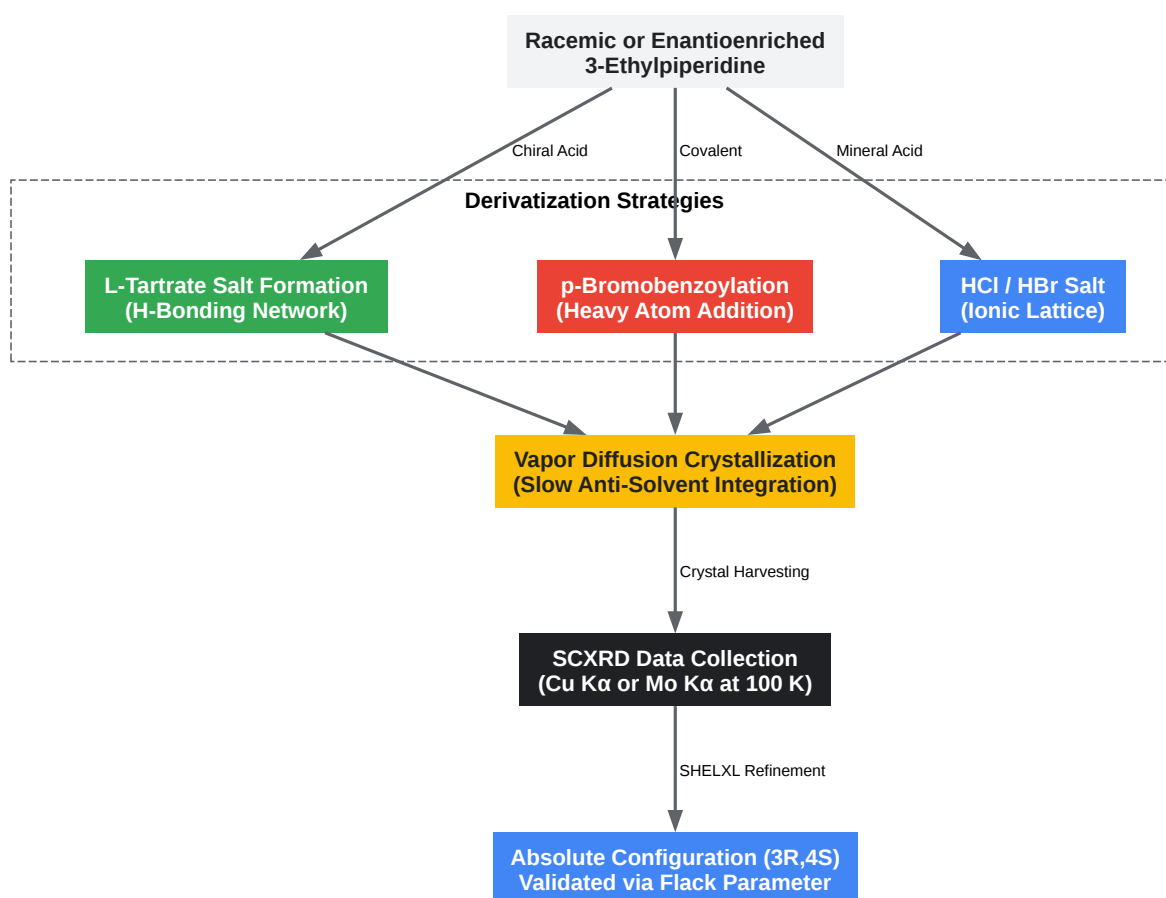 Racemic or Enantioenriched
3-Ethylpiperidine
Chiral Acid
Covalent
Mineral Acid
Derivatization Strategies
L-Tartrate Salt Formation
(H-Bonding Network)
p-Bromobenzoylation
(Heavy Atom Addition)
HCl / HBr Salt
(Ionic Lattice)
Vapor Diffusion Crystallization
(Slow Anti-Solvent Integration)
Crystal Harvesting
SCXRD Data Collection
(Cu Kα or Mo Kα at 100 K)
SHELXL Refinement
Absolute Configuration (3R,4S)
Validated via Flack Parameter